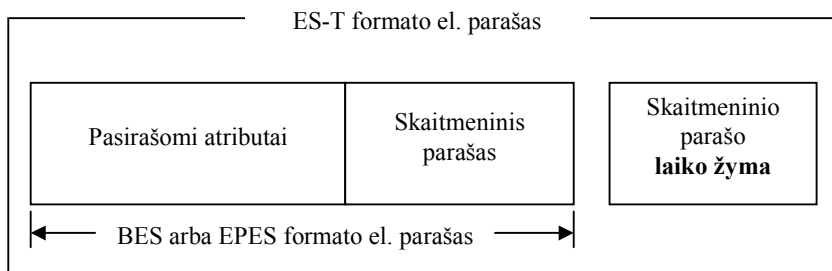 ES-T formato el. parašas
Pasirašomi atributai
Skaitmeninis
parašas
Skaitmeninio
parašo
laiko žyma
BES arba EPES formato el. parašas